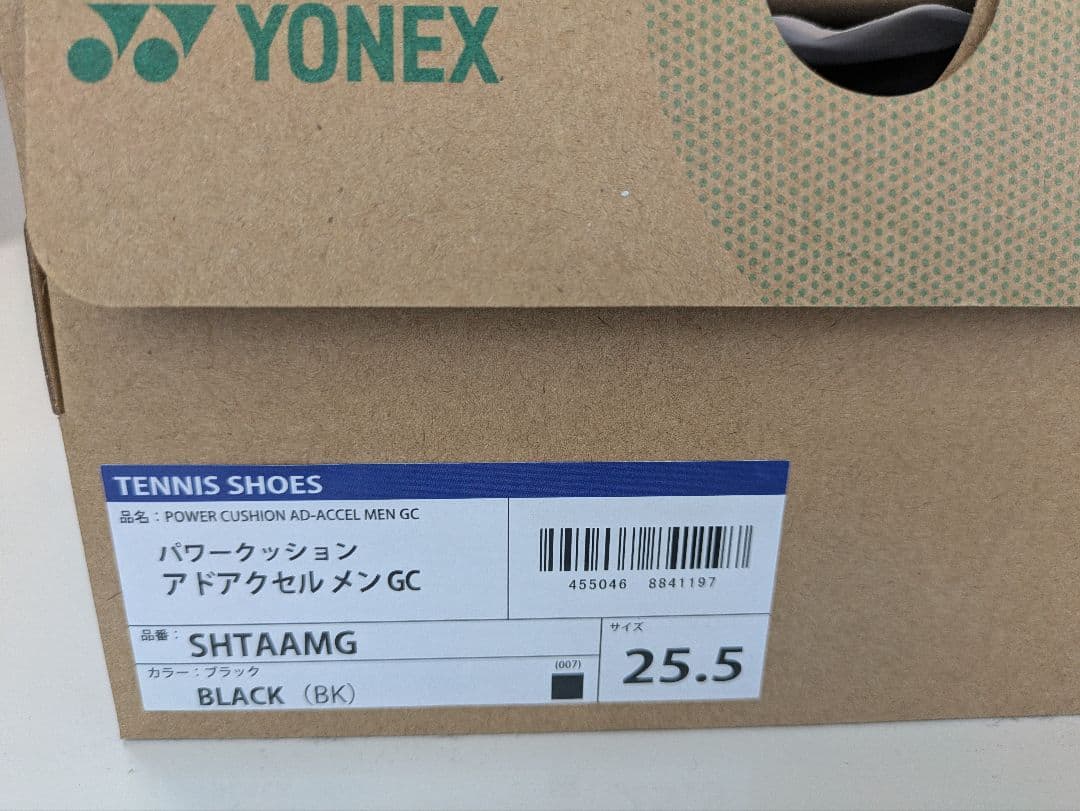 YONEX
TENNIS SHOES
品名：POWER CUSHION AD-ACCEL MEN GC
パワークッション
アドアクセル メン GC
455046 8841197
品番：
SHTAAMG
サイズ
25.5
カラー：ブラック
(007)
BLACK（BK）